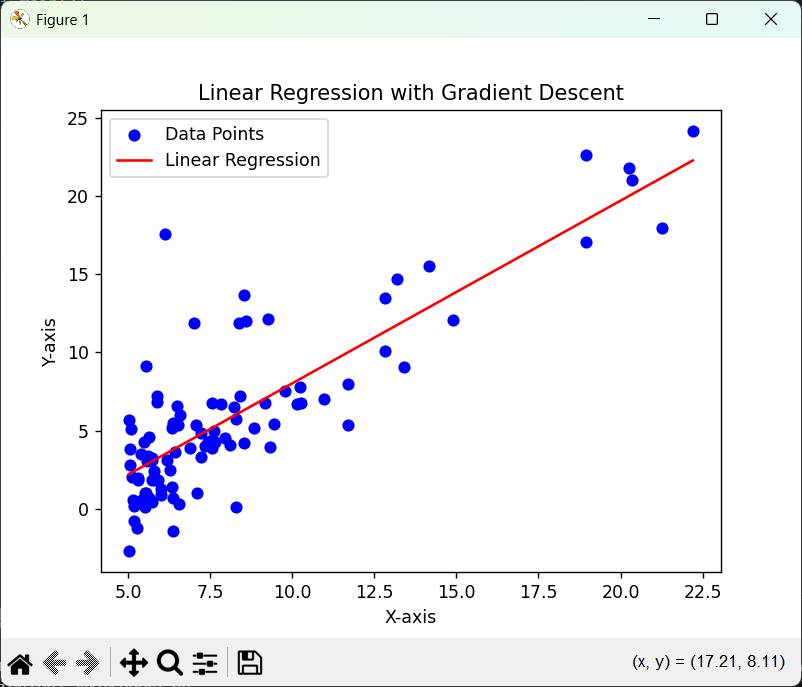 Figure 1
Linear Regression with Gradient Descent
Data Points
Linear Regression
25
20
15
10
5
0
Y-axis
5.0 7.5 10.0 12.5 15.0 17.5 20.0 22.5
X-axis
(x, y) = (17.21, 8.11)